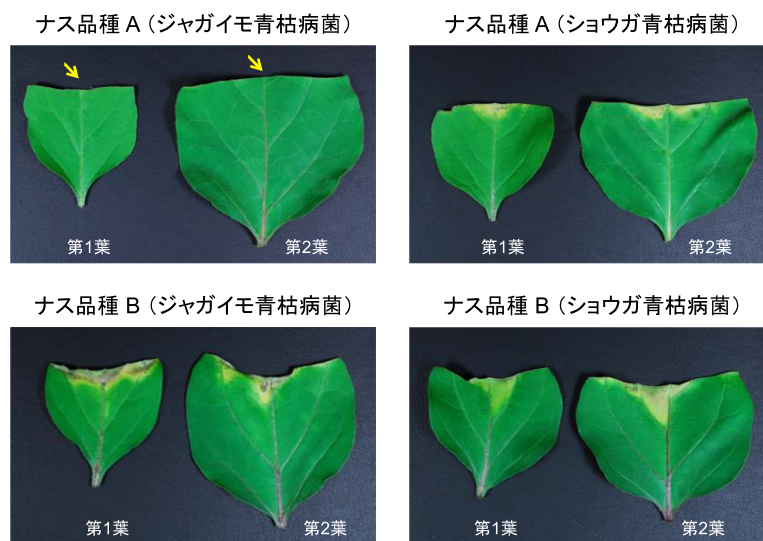 ナス品種 A（ジャガイモ青枯病菌）
ナス品種 A（ショウガ青枯病菌）
第1葉
第2葉
第1葉
第2葉
ナス品種 B（ジャガイモ青枯病菌）
ナス品種 B（ショウガ青枯病菌）
第1葉
第2葉
第1葉
第2葉